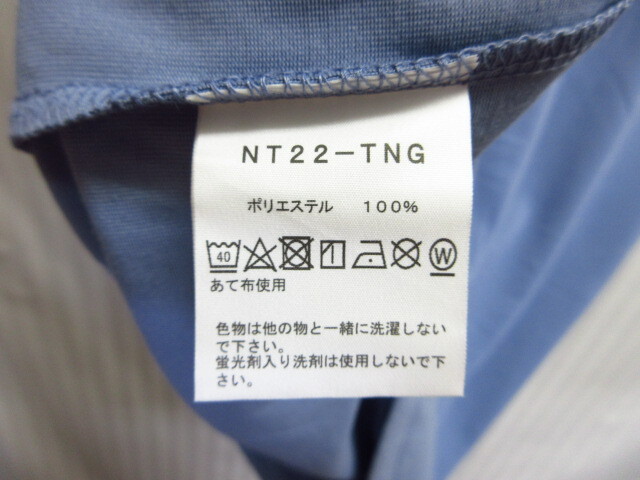 NT22-TNG
ポリエステル 100%
40 W
あて布使用
色物は他の物と一緒に洗濯しない
で下さい。
蛍光剤入り洗剤は使用しないで下
さい。